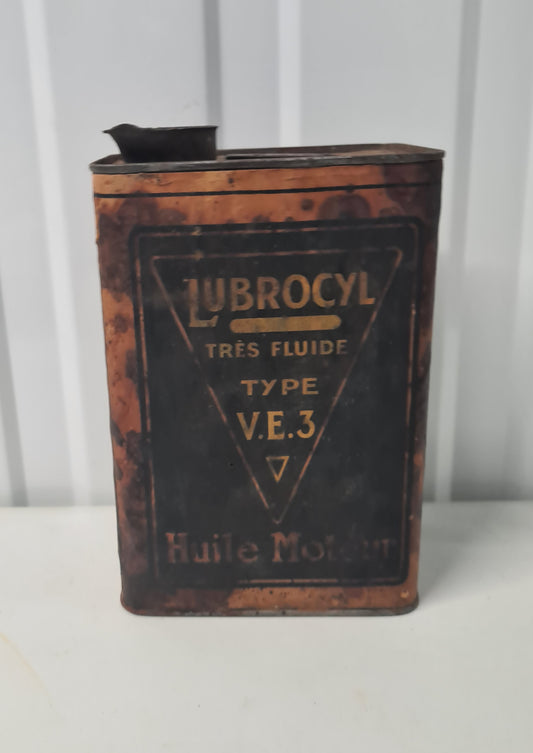 LUBROCYL
TRÈS FLUIDE
TYPE
V.E.3
Huile Moteur